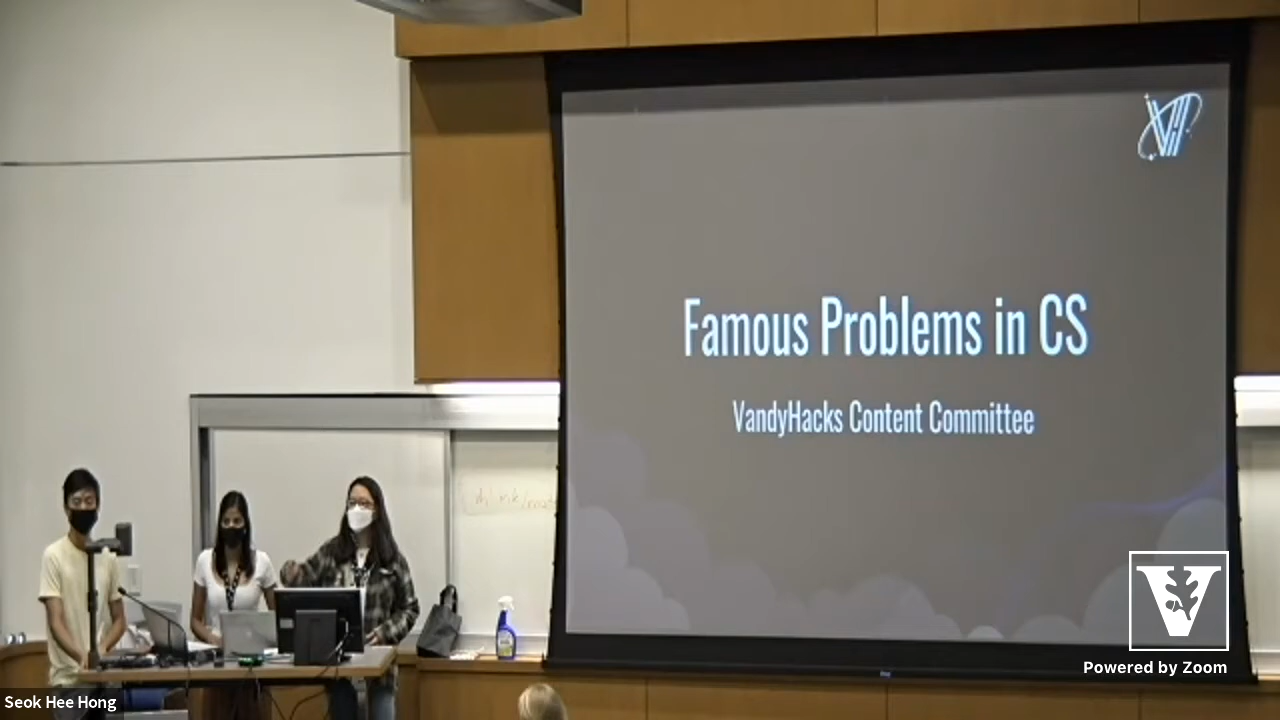 Famous Problems in CS
VandyHacks Content Committee
V
Powered by Zoom
Seok Hee Hong